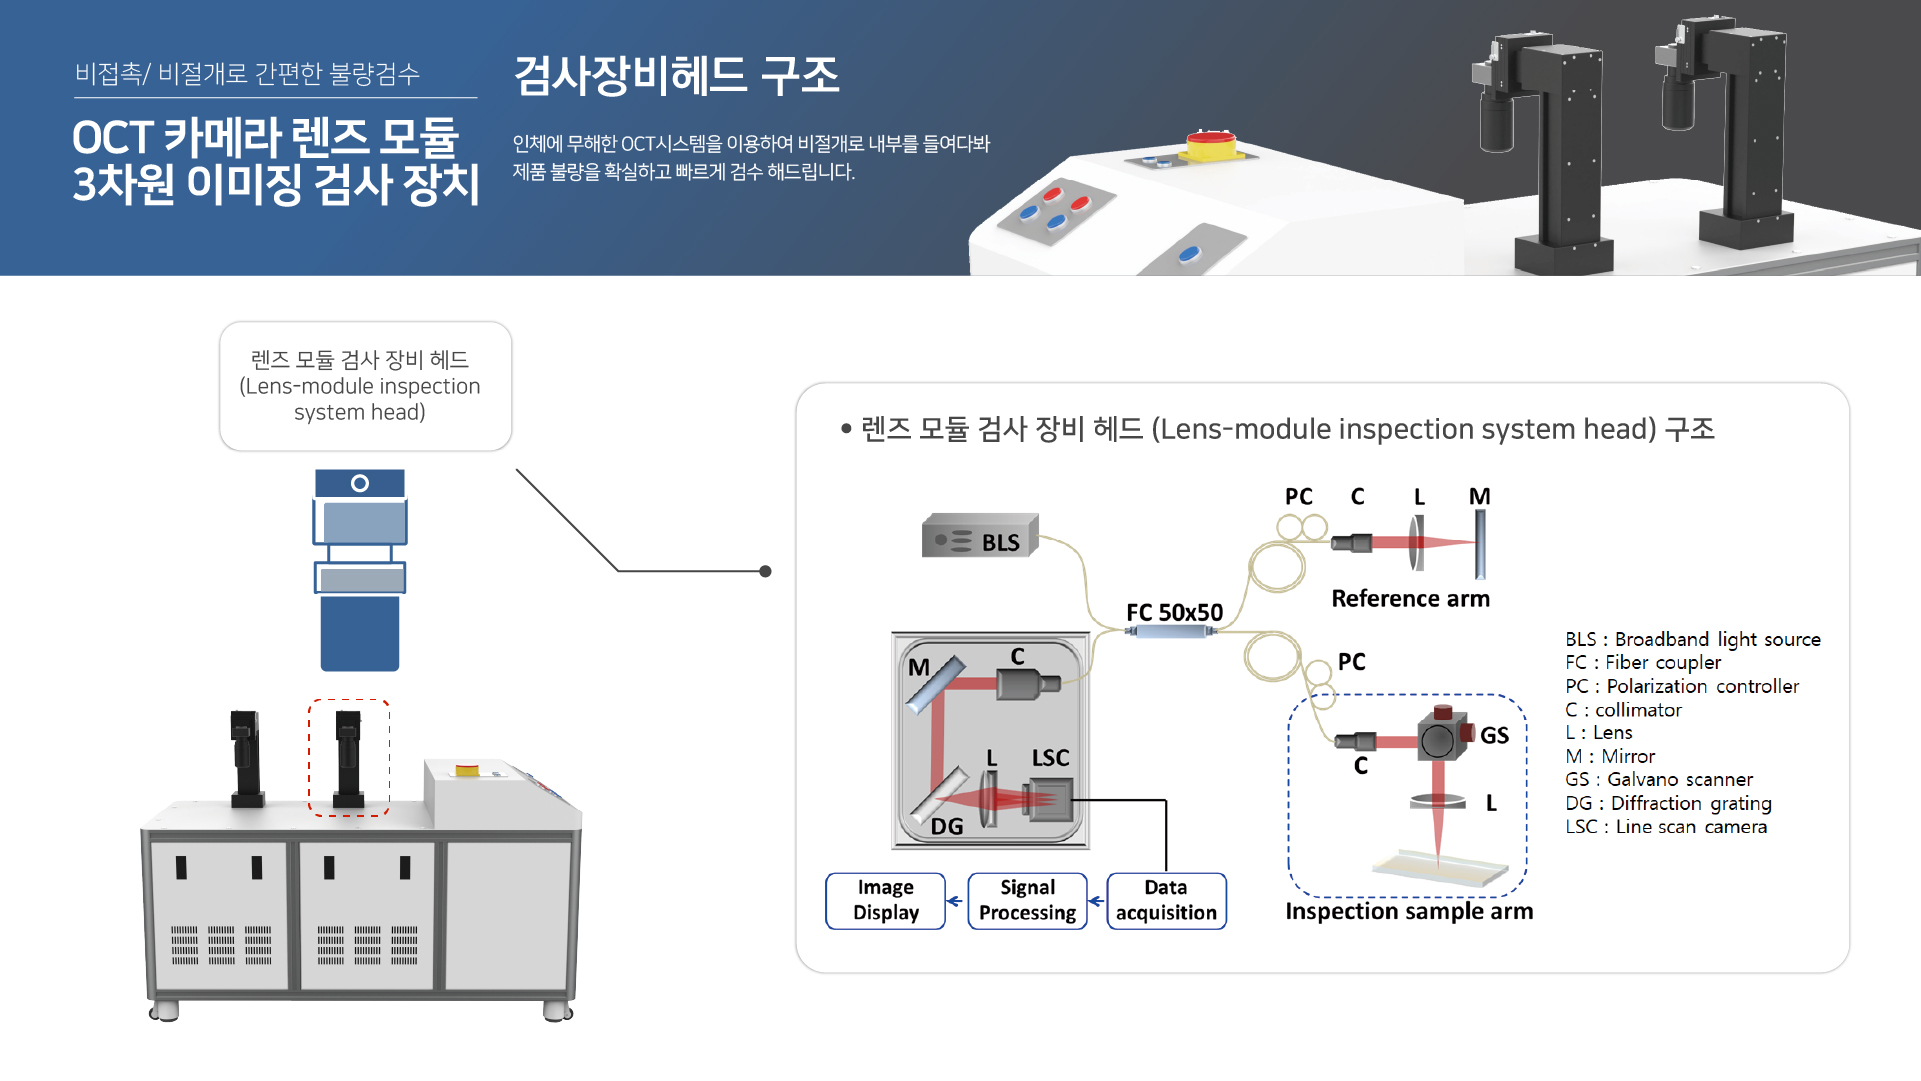 비접촉/ 비절개로 간편한 불량검수
OCT 카메라 렌즈 모듈
3차원 이미징 검사 장치
검사장비헤드 구조
인체에 무해한 OCT시스템을 이용하여 비절개로 내부를 들여다봐
제품 불량을 확실하고 빠르게 검수 해드립니다.
렌즈 모듈 검사 장비 헤드
(Lens-module inspection
system head)
• 렌즈 모듈 검사 장비 헤드 (Lens-module inspection system head) 구조
PC C L M
BLS
Reference arm
FC 50x50
M C
L LSC
DG
PC
GS
C
L
Inspection sample arm
Image
Display
Signal
Processing
Data
acquisition
BLS : Broadband light source
FC : Fiber coupler
PC : Polarization controller
C : collimator
L : Lens
M : Mirror
GS : Galvano scanner
DG : Diffraction grating
LSC : Line scan camera